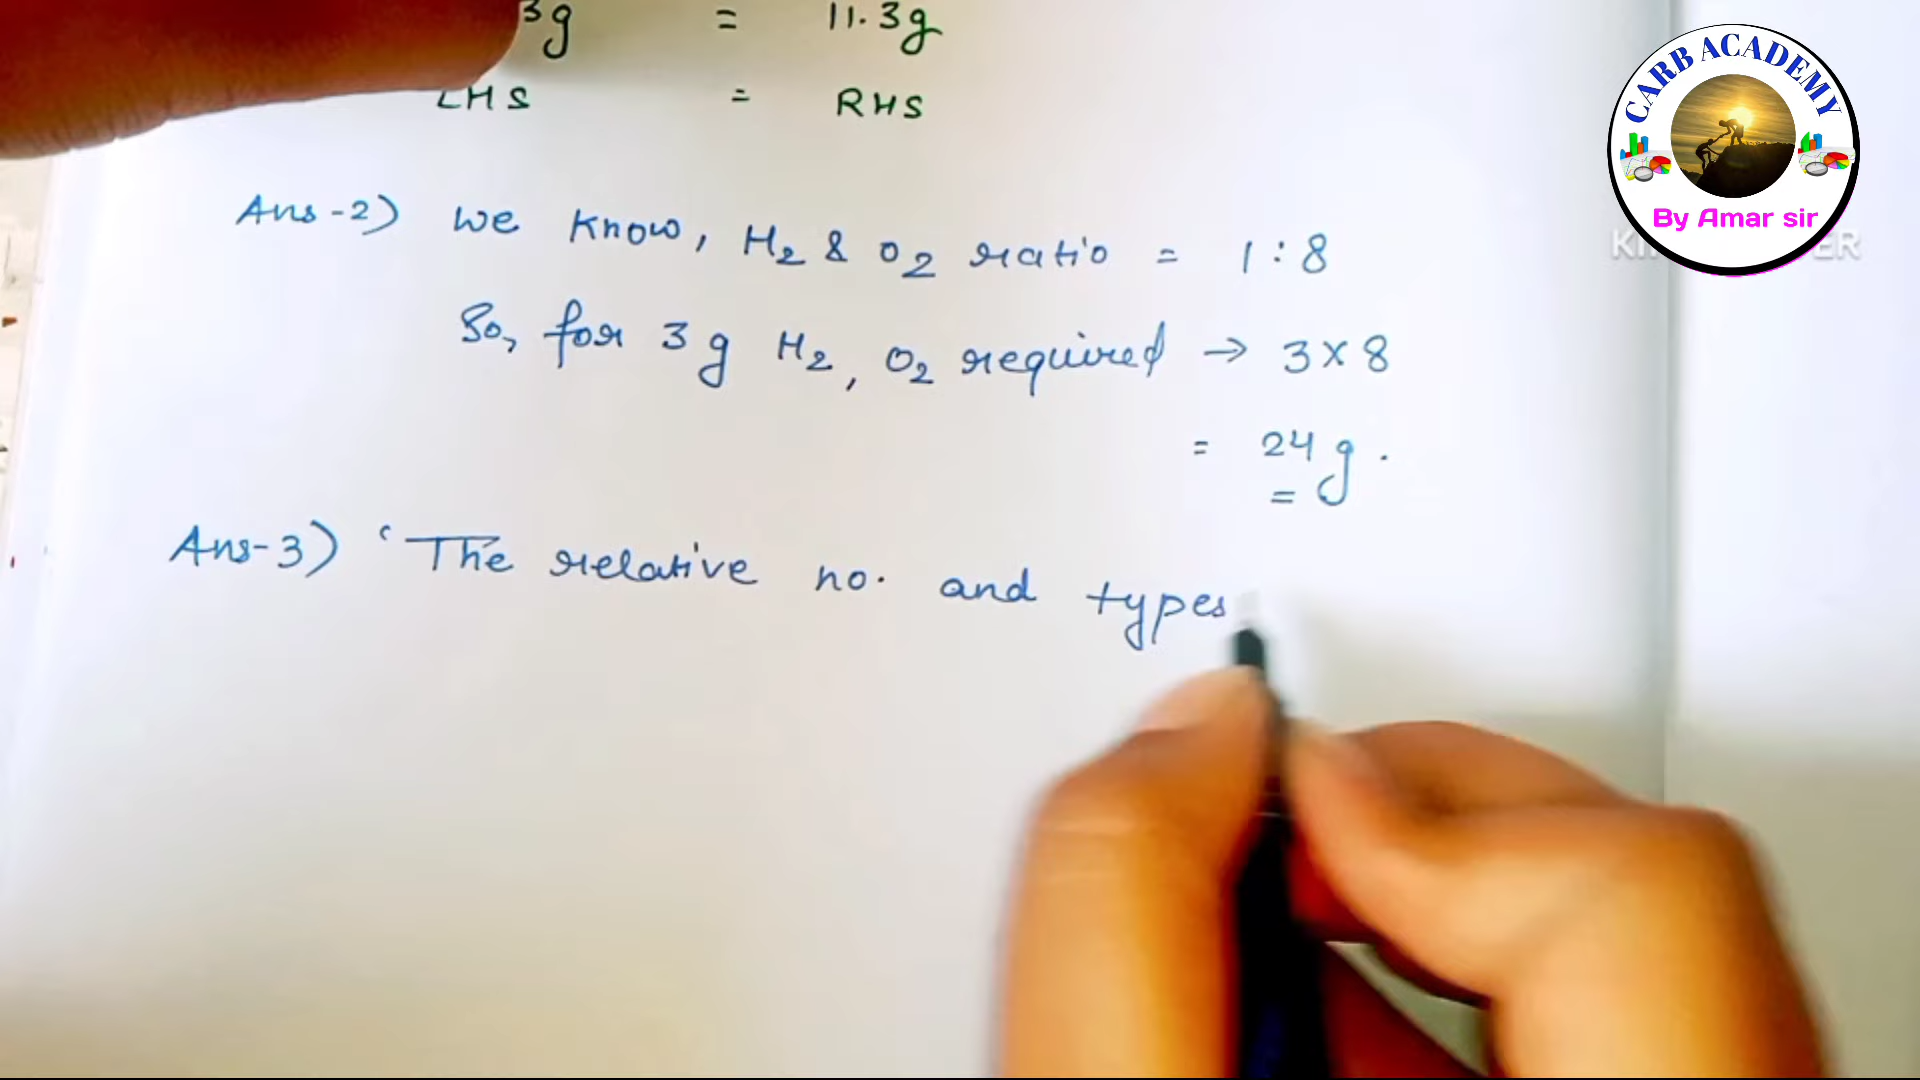 3g = 11.3g
LHS = RHS
Ans-2) We know, H₂ & O₂ ratio = 1:8
So, for 3g H₂, O₂ required → 3×8
= 24g.
=
Ans-3) ‘The relative no. and types
CARB ACADEMY
By Amar sir